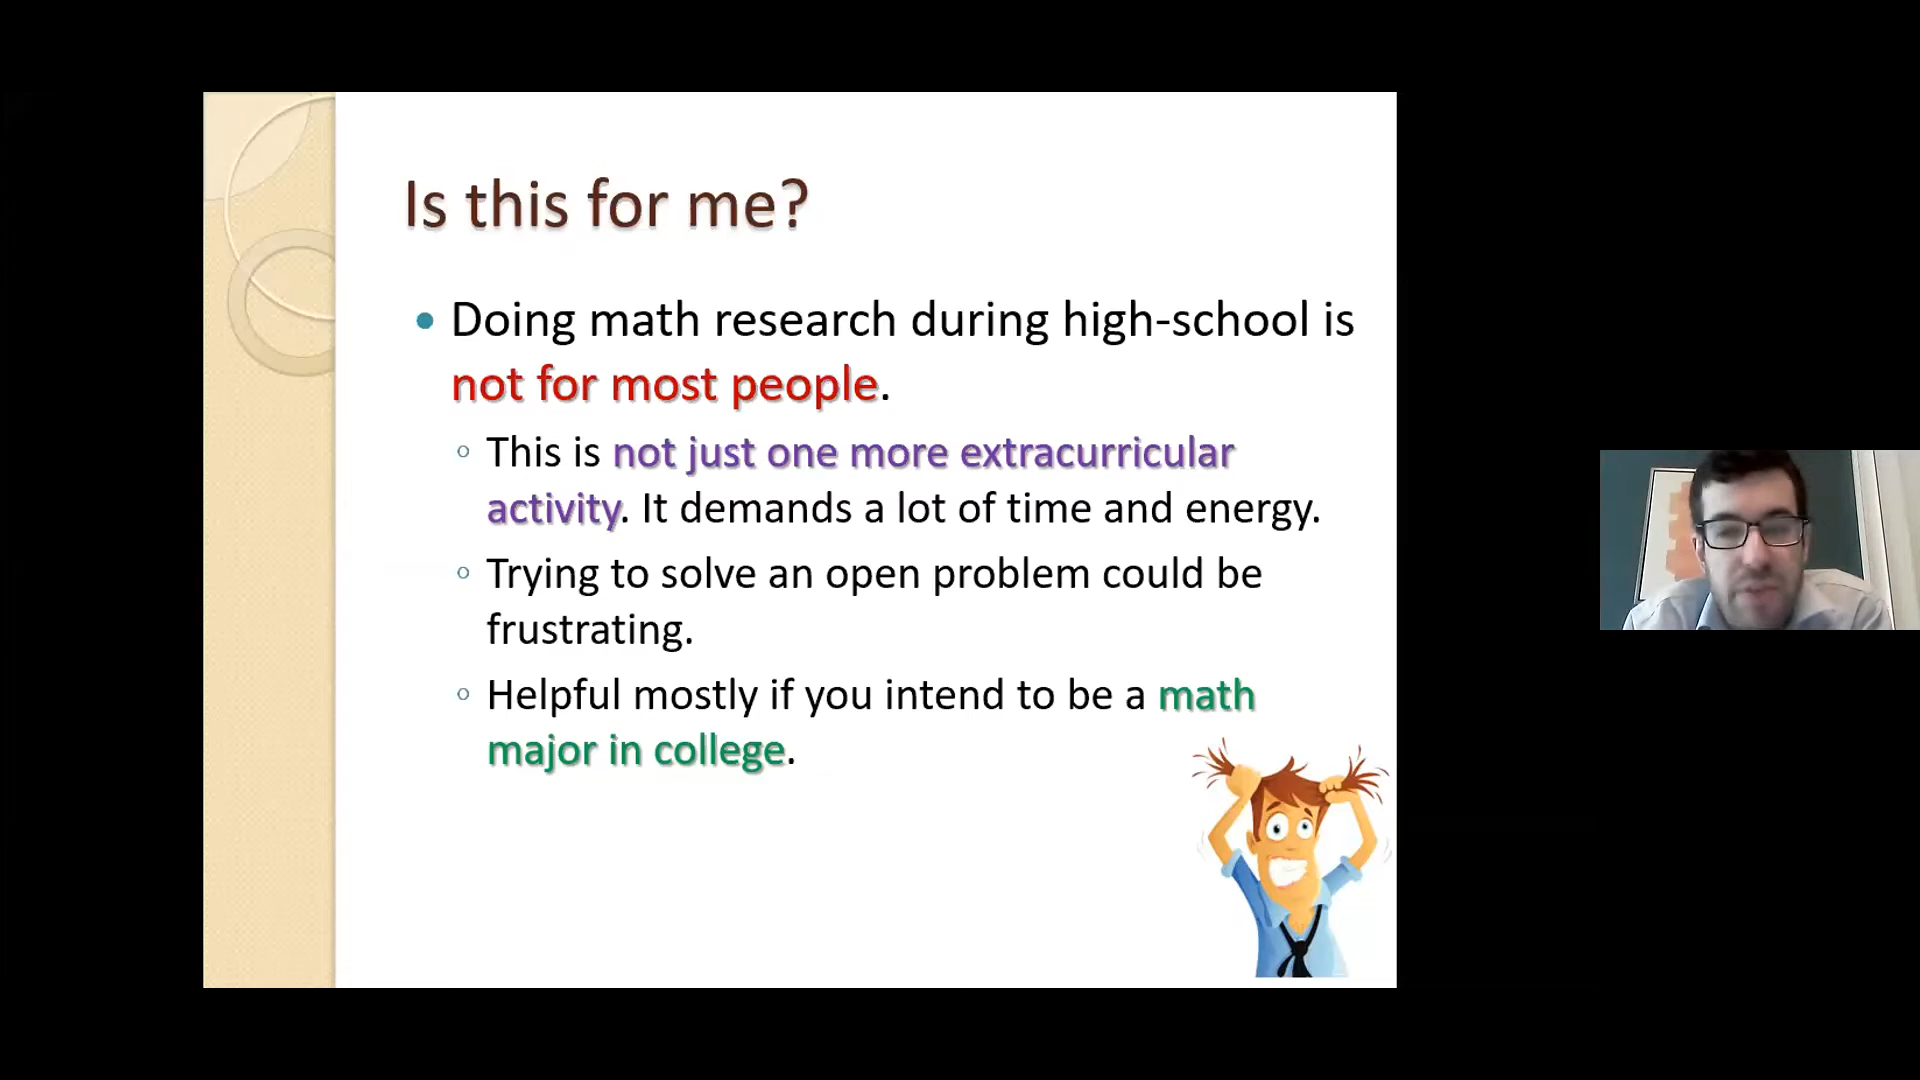 Is this for me?
Doing math research during high-school is
not for most people.
This is not just one more extracurricular
activity. It demands a lot of time and energy.
Trying to solve an open problem could be
frustrating.
Helpful mostly if you intend to be a math
major in college.